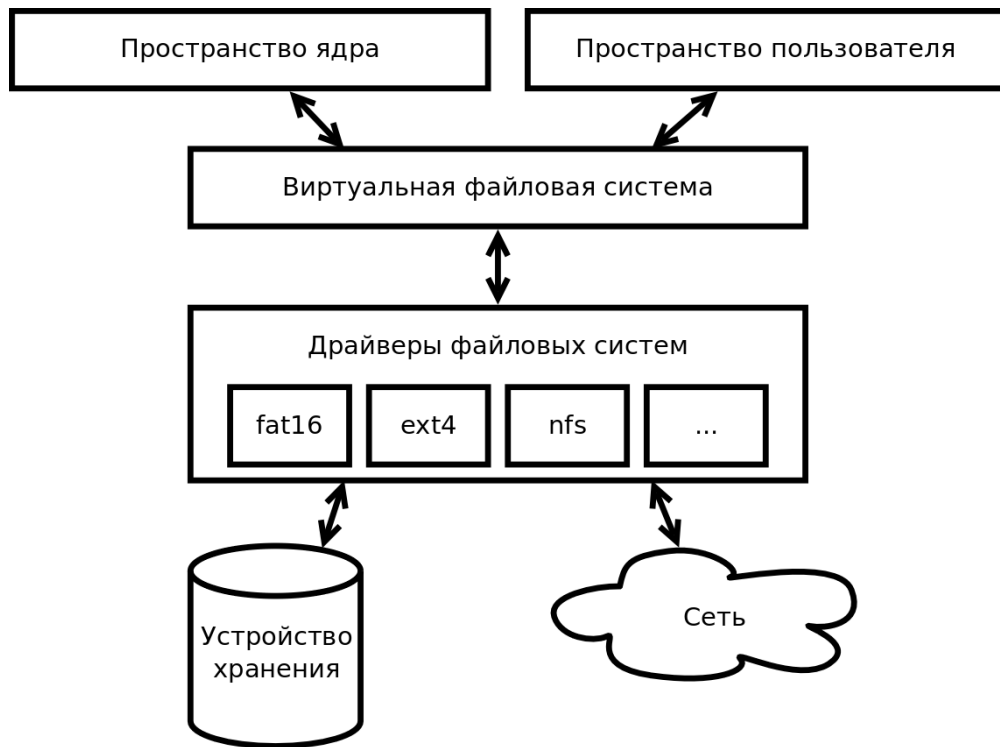 Пространство ядра
Пространство пользователя
Виртуальная файловая система
Драйверы файловых систем
fat16
ext4
nfs
...
Устройство
хранения
Сеть